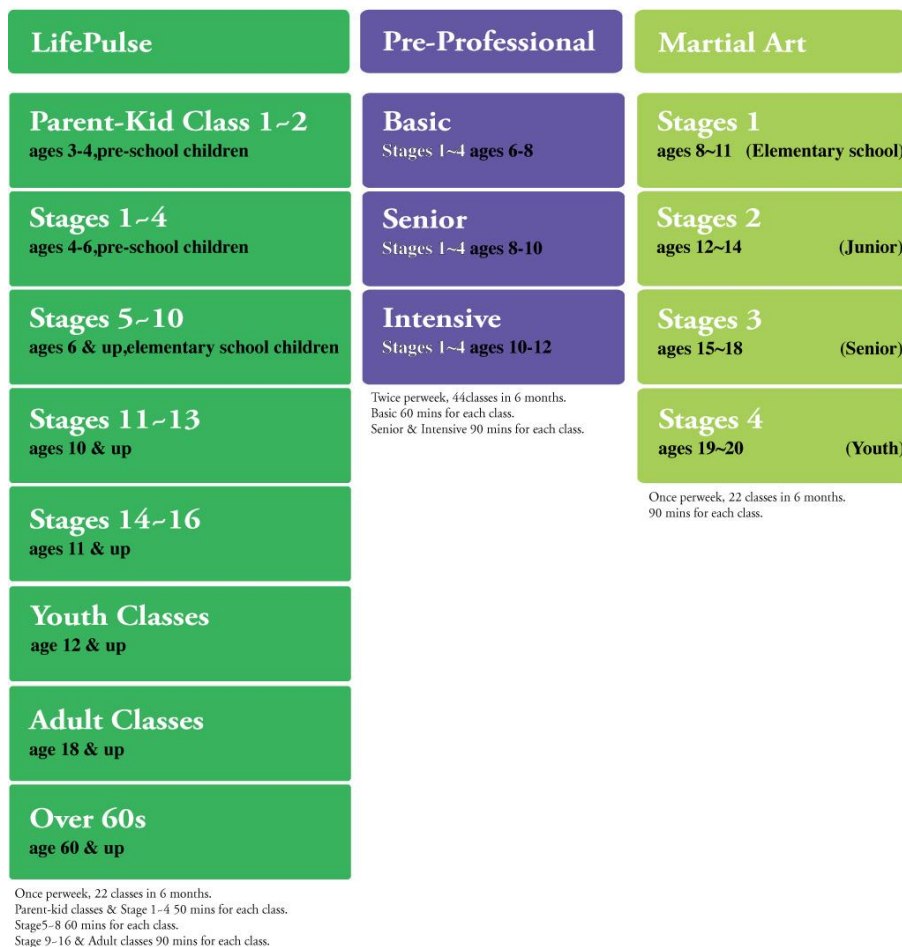 LifePulse
Parent-Kid Class 1~2
ages 3-4,pre-school children
Stages 1~4
ages 4-6,pre-school children
Stages 5~10
ages 6 & up,elementary school children
Stages 11~13
ages 10 & up
Stages 14~16
ages 11 & up
Youth Classes
age 12 & up
Adult Classes
age 18 & up
Over 60s
age 60 & up
Once perweek, 22 classes in 6 months.
Parent-kid classes & Stage 1~4 50 mins for each class.
Stage5~8 60 mins for each class.
Stage 9~16 & Adult classes 90 mins for each class.
Pre-Professional
Basic
Stages 1~4 ages 6-8
Senior
Stages 1~4 ages 8-10
Intensive
Stages 1~4 ages 10-12
Twice perweek, 44classes in 6 months.
Basic 60 mins for each class.
Senior & Intensive 90 mins for each class.
Martial Art
Stages 1
ages 8~11 (Elementary school)
Stages 2
ages 12~14 (Junior)
Stages 3
ages 15~18 (Senior)
Stages 4
ages 19~20 (Youth)
Once perweek, 22 classes in 6 months.
90 mins for each class.